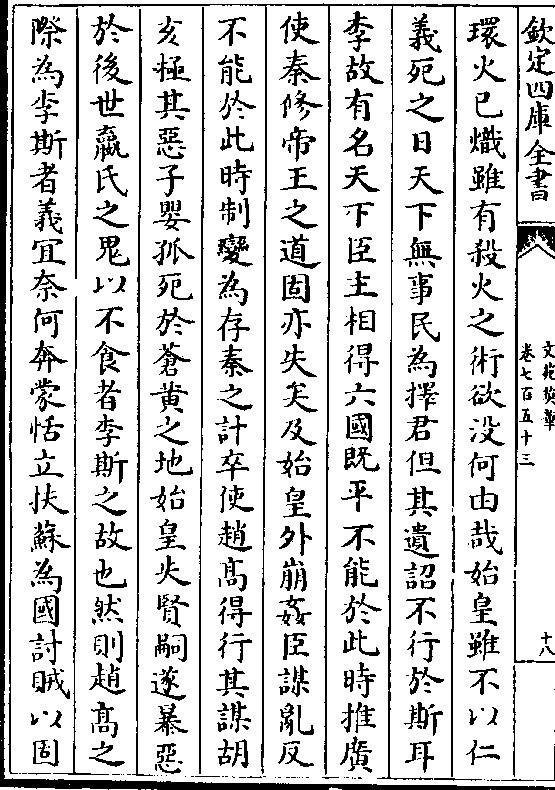 欽定四庫全書
文苑英華
卷七百五十三
十八
環火已熾雖有殺火之術欲没何由哉始皇雖不以仁
義死之日天下無事民為擇君但其遺詔不行於斯耳
李故有名天下臣主相得六國既平不能於此時推廣
使秦修帝王之道固亦失矣及始皇外崩姦臣謀亂反
不能於此時制變為存秦之計卒使趙髙得行其謀胡
亥極其惡子嬰孤死於蒼黄之地始皇失賢嗣遂暴惡
於後世嬴氏之鬼以不食者李斯之故也然則趙髙之
際為李斯者義宜奈何奔蒙恬立扶蘇為國討賊以固